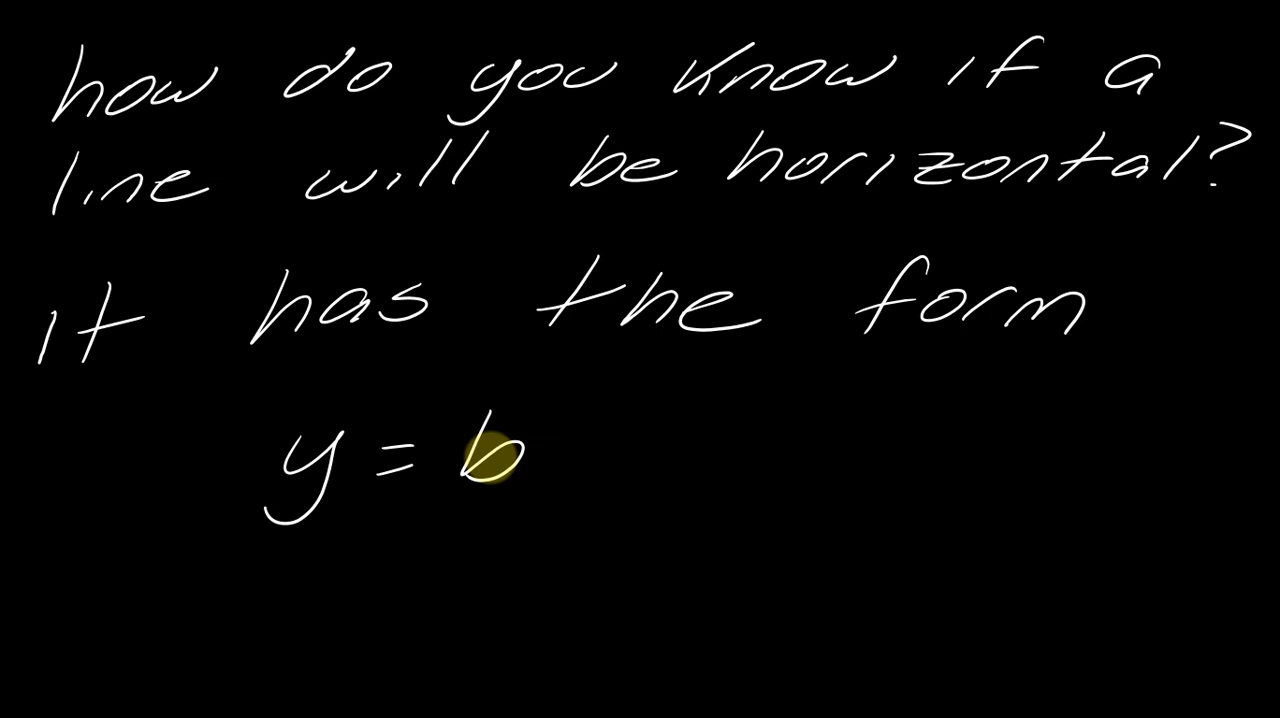 how do you know if a
line will be horizontal?
it has the form
y = b